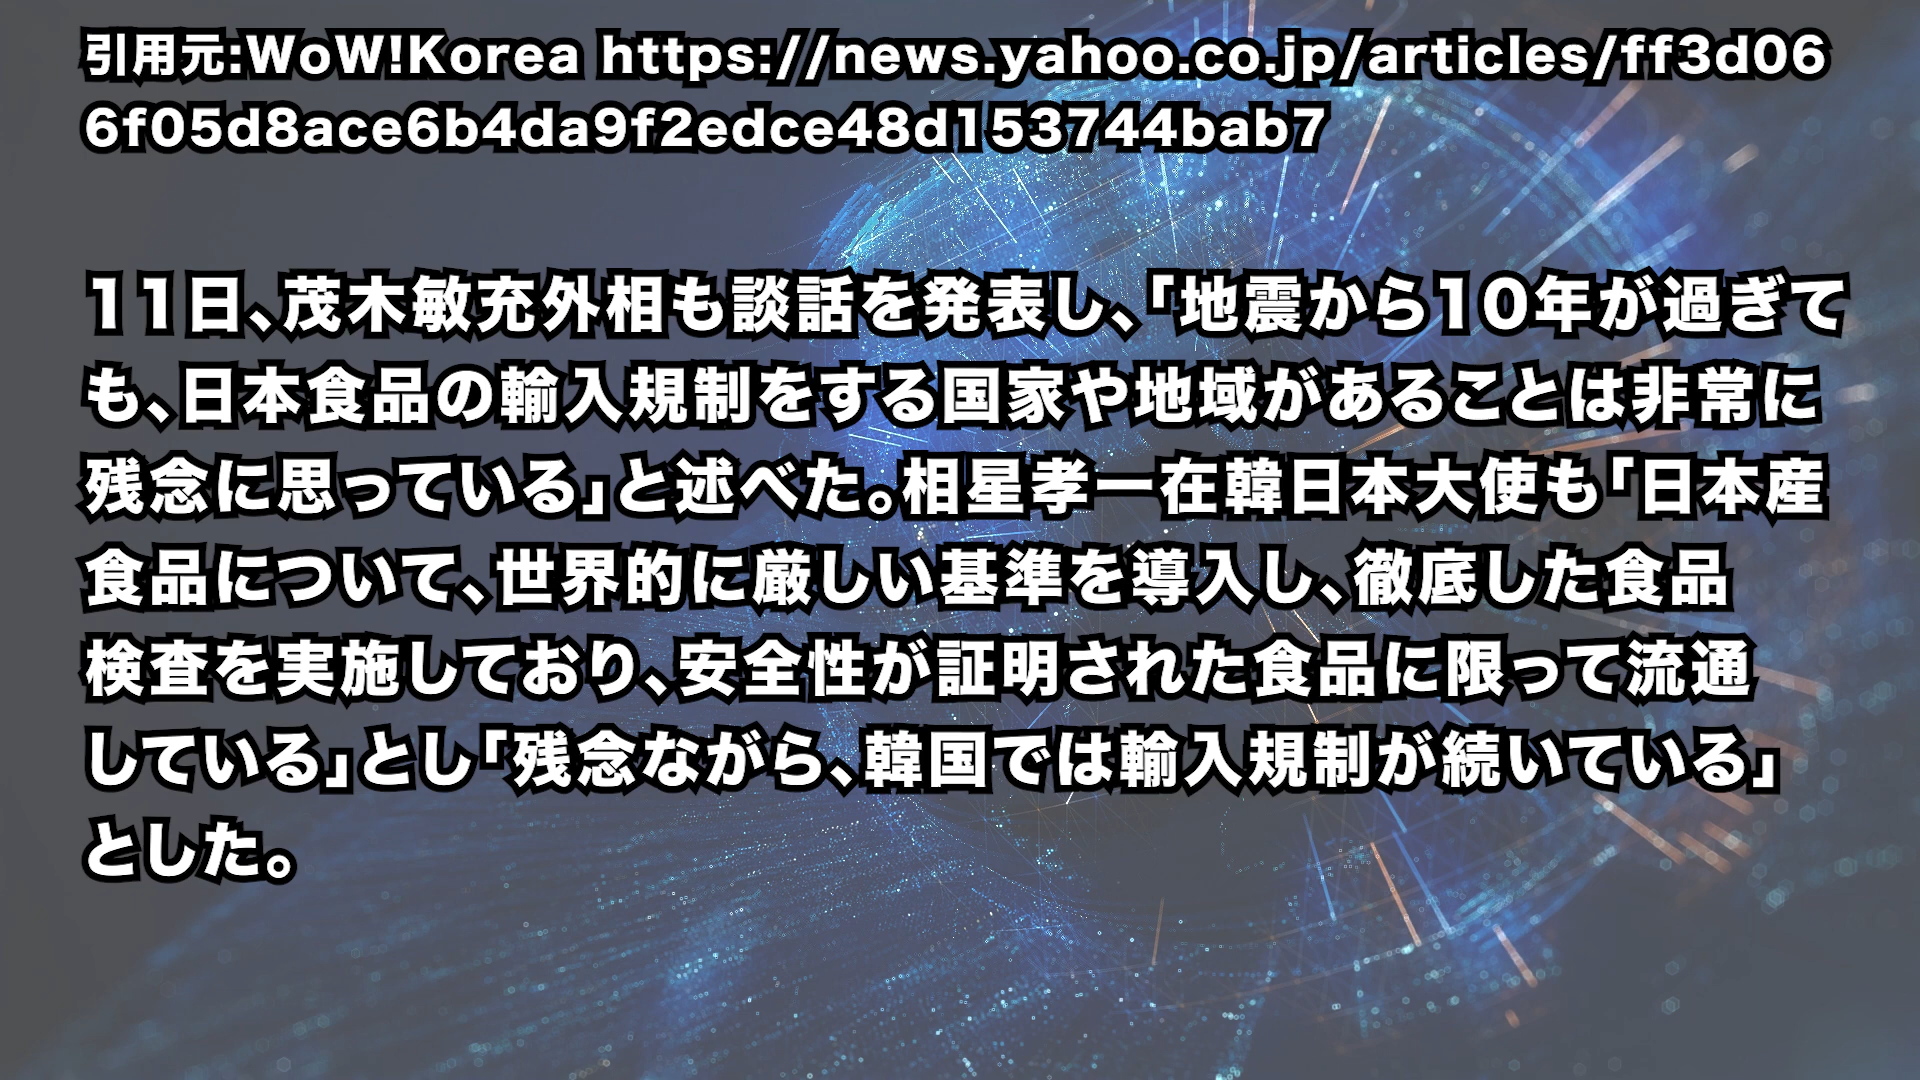 引用元:WoW!Korea https://news.yahoo.co.jp/articles/ff3d06
6f05d8ace6b4da9f2edce48d153744bab7
11日、茂木敏充外相も談話を発表し、「地震から10年が過ぎて
も、日本食品の輸入規制をする国家や地域があることは非常に
残念に思っている」と述べた。相星孝一在韓日本大使も「日本産
食品について、世界的に厳しい基準を導入し、徹底した食品
検査を実施しており、安全性が証明された食品に限って流通
している」とし「残念ながら、韓国では輸入規制が続いている」
とした。